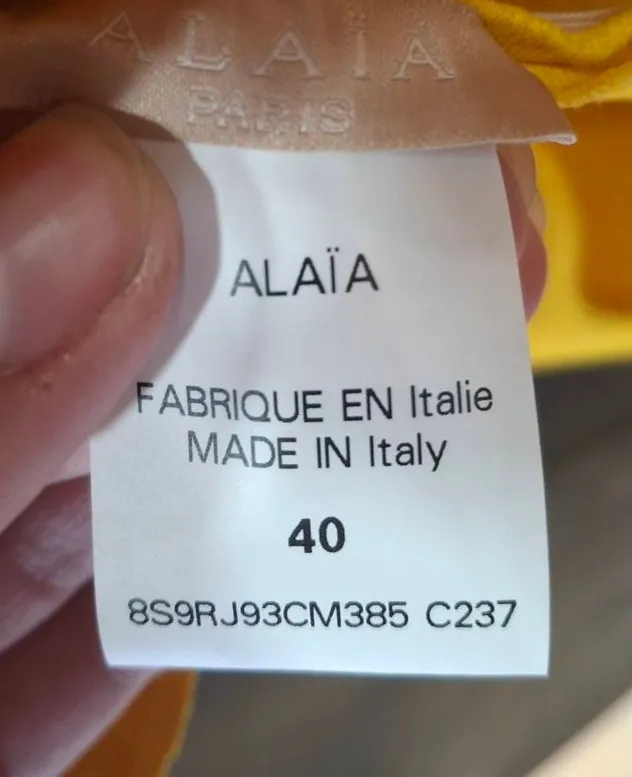 ALAÏA
PARIS
ALAÏA
FABRIQUE EN Italie
MADE IN Italy
40
8S9RJ93CM385 C237